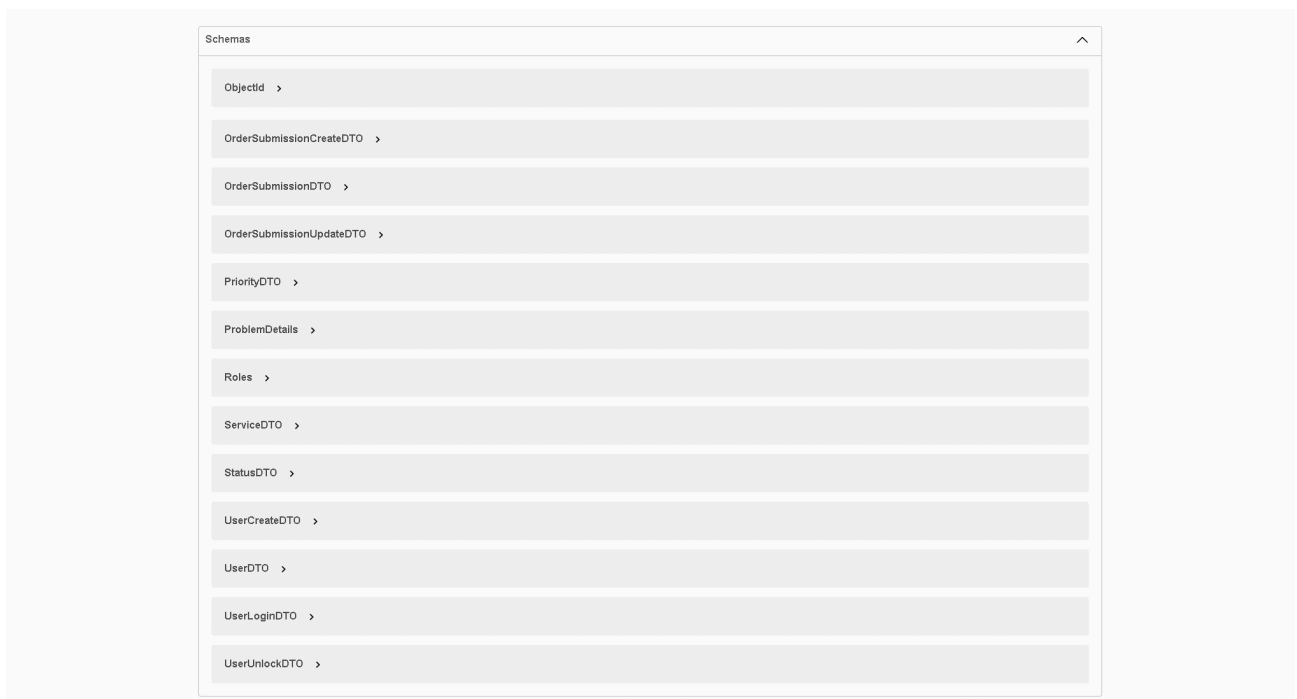 Schemas
ObjectId
OrderSubmissionCreateDTO
OrderSubmissionDTO
OrderSubmissionUpdateDTO
PriorityDTO
ProblemDetails
Roles
ServiceDTO
StatusDTO
UserCreateDTO
UserDTO
UserLoginDTO
UserUnlockDTO